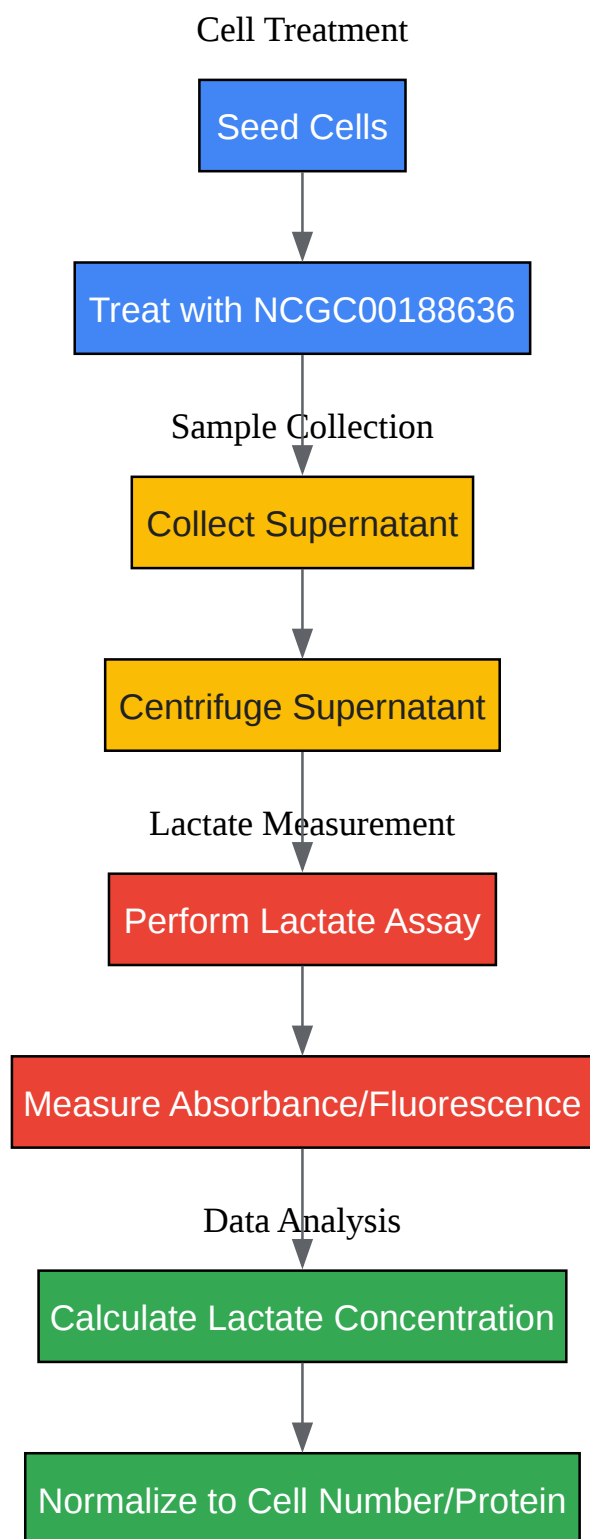 Cell Treatment
Seed Cells
Treat with NCGC00188636
Sample Collection
Collect Supernatant
Centrifuge Supernatant
Lactate Measurement
Perform Lactate Assay
Measure Absorbance/Fluorescence
Data Analysis
Calculate Lactate Concentration
Normalize to Cell Number/Protein